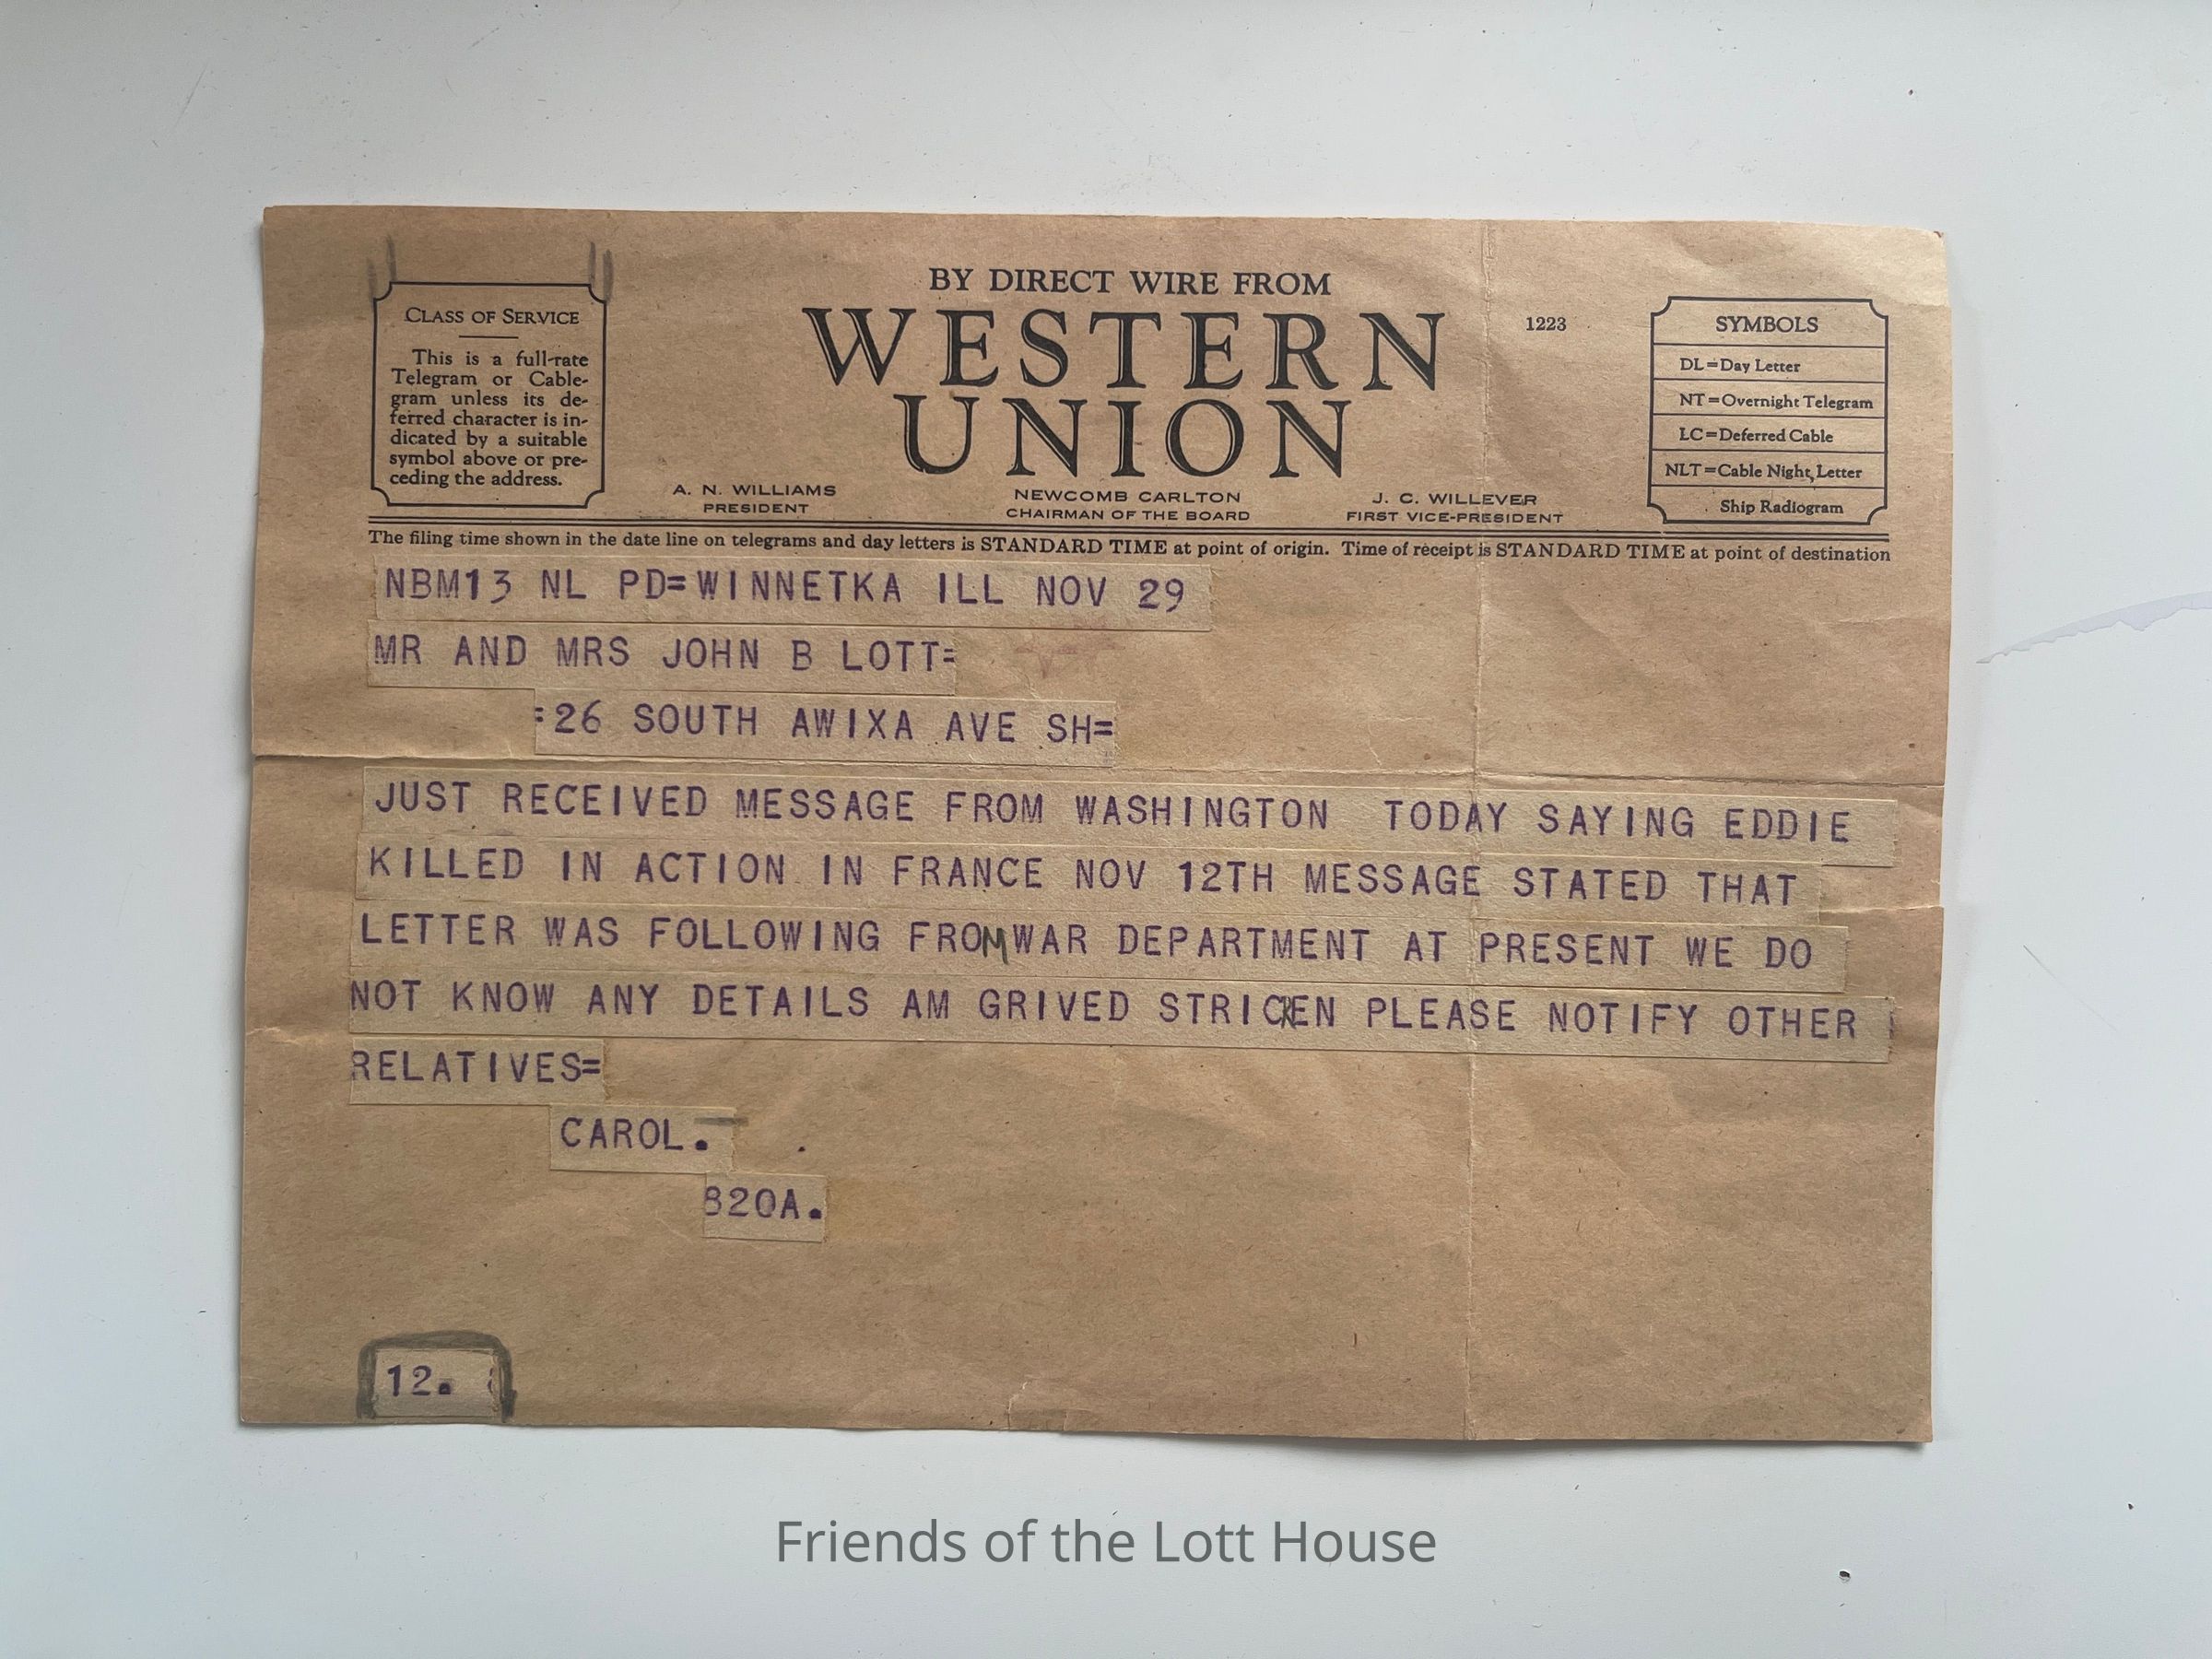 BY DIRECT WIRE FROM
WESTERN
UNION
1223
CLASS OF SERVICE
This is a full-rate
Telegram or Cable-
gram unless its de-
ferred character is in-
dicated by a suitable
symbol above or pre-
ceding the address.
SYMBOLS
DL=Day Letter
NT=Overnight Telegram
LC=Deferred Cable
NLT=Cable Night Letter
Ship Radiogram
A. N. WILLIAMS
PRESIDENT
NEWCOMB CARLTON
CHAIRMAN OF THE BOARD
J. C. WILLEVER
FIRST VICE-PRESIDENT
The filing time shown in the date line on telegrams and day letters is STANDARD TIME at point of origin. Time of receipt is STANDARD TIME at point of destination
NBM13 NL PD=WINNETKA ILL NOV 29
MR AND MRS JOHN B LOTT=
=26 SOUTH AWIXA AVE SH=
JUST RECEIVED MESSAGE FROM WASHINGTON TODAY SAYING EDDIE
KILLED IN ACTION IN FRANCE NOV 12TH MESSAGE STATED THAT
LETTER WAS FOLLOWING FROM WAR DEPARTMENT AT PRESENT WE DO
NOT KNOW ANY DETAILS AM GRIVED STRICKEN PLEASE NOTIFY OTHER
RELATIVES=
CAROL.
820A.
12.
Friends of the Lott House